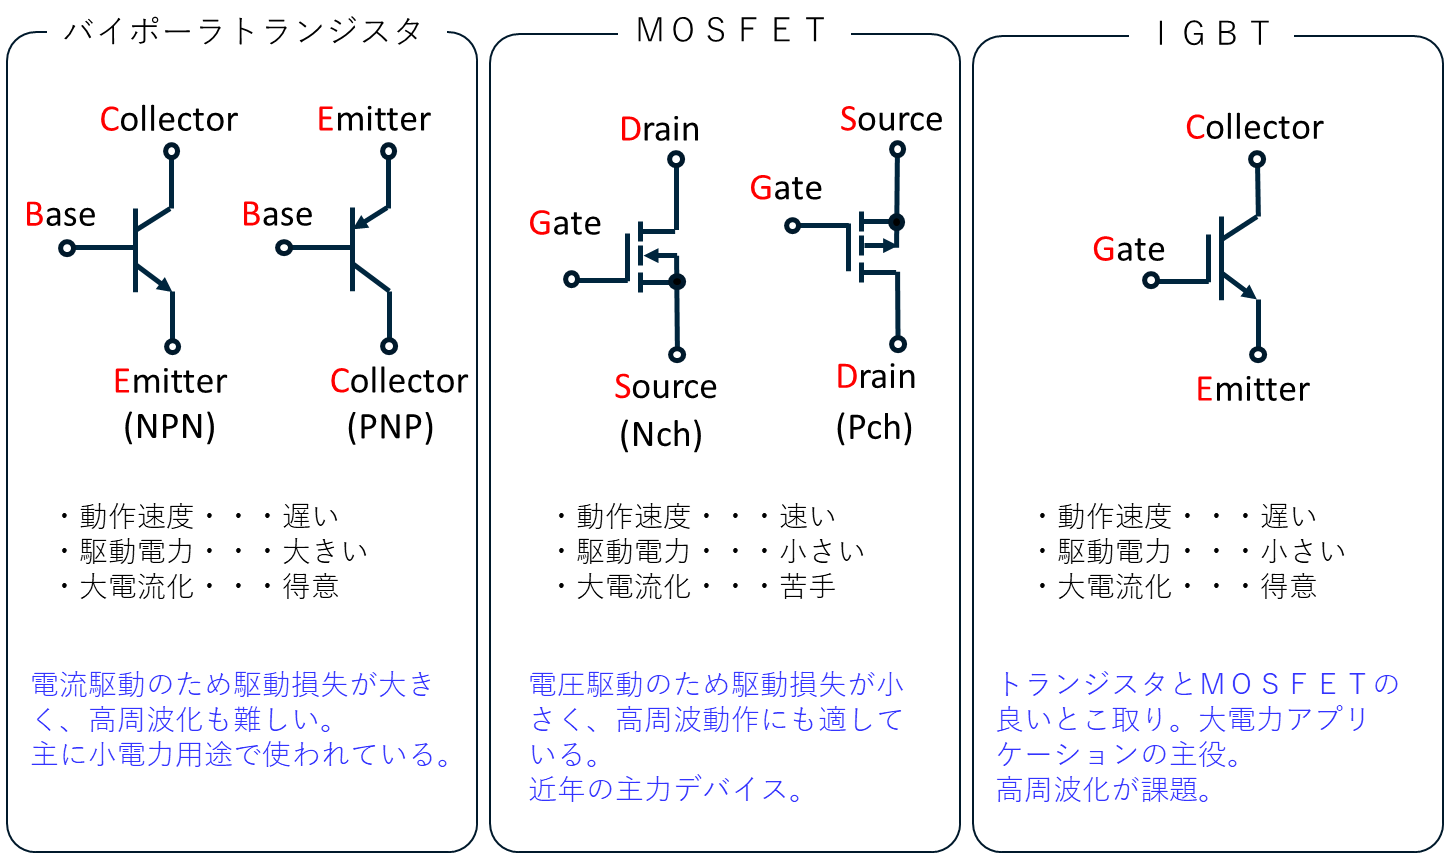 バイポーラトランジスタ
Collector
Emitter
Base
Base
Emitter
Collector
(NPN)
(PNP)
・動作速度・・・遅い
・駆動電力・・・大きい
・大電流化・・・得意
電流駆動のため駆動損失が大き
く、高周波化も難しい。
主に小電力用途で使われている。
ＭＯＳＦＥＴ
Drain
Source
Gate
Gate
Source
Drain
(Nch)
(Pch)
・動作速度・・・速い
・駆動電力・・・小さい
・大電流化・・・苦手
電圧駆動のため駆動損失が小
さく、高周波動作にも適して
いる。
近年の主力デバイス。
ＩＧＢＴ
Collector
Gate
Emitter
・動作速度・・・遅い
・駆動電力・・・小さい
・大電流化・・・得意
トランジスタとＭＯＳＦＥＴの
良いとこ取り。大電力アプリ
ケーションの主役。
高周波化が課題。